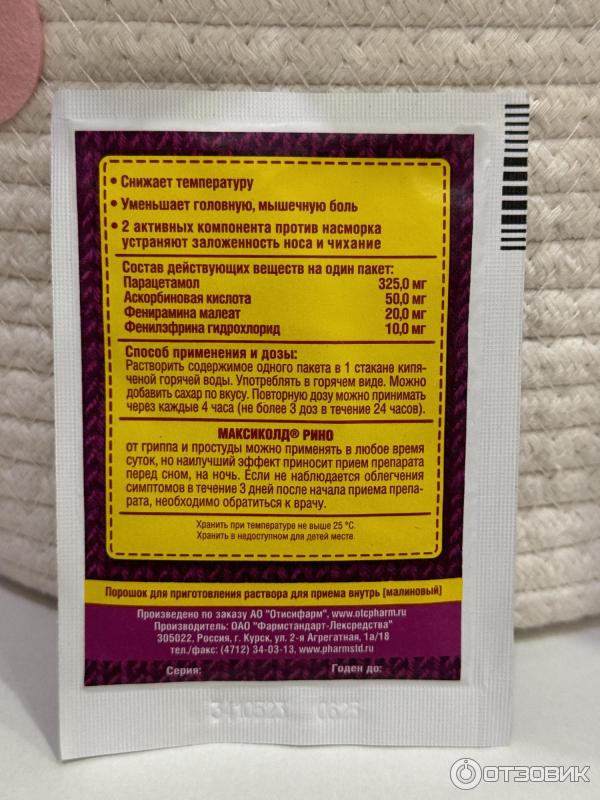 • Снижает температуру
• Уменьшает головную, мышечную боль
• 2 активных компонента против насморка
устраняют заложенность носа и чихание
Состав действующих веществ на один пакет:
Парацетамол 325,0 мг
Аскорбиновая кислота 50,0 мг
Фенирамина малеат 20,0 мг
Фенилэфрина гидрохлорид 10,0 мг
Способ применения и дозы:
Растворить содержимое одного пакета в 1 стакане кипя-
ченой горячей воды. Употреблять в горячем виде. Можно
добавить сахар по вкусу. Повторную дозу можно принимать
через каждые 4 часа (не более 3 доз в течение 24 часов).
МАКСИКОЛД® РИНО
от гриппа и простуды можно применять в любое время
суток, но наилучший эффект приносит прием препарата
перед сном, на ночь. Если не наблюдается облегчения
симптомов в течение 3 дней после начала приема препа-
рата, необходимо обратиться к врачу.
Хранить при температуре не выше 25 °С.
Хранить в недоступном для детей месте.
Порошок для приготовления раствора для приема внутрь [малиновый]
Произведено по заказу АО "Отисифарм", www.otcpharm.ru
Производитель: ОАО "Фармстандарт-Лексредства"
305022, Россия, г. Курск, ул. 2-я Агрегатная, 1а/18
тел./факс: (4712) 34-03-13, www.pharmstd.ru
Серия: Годен до:
ОТЗОВИК